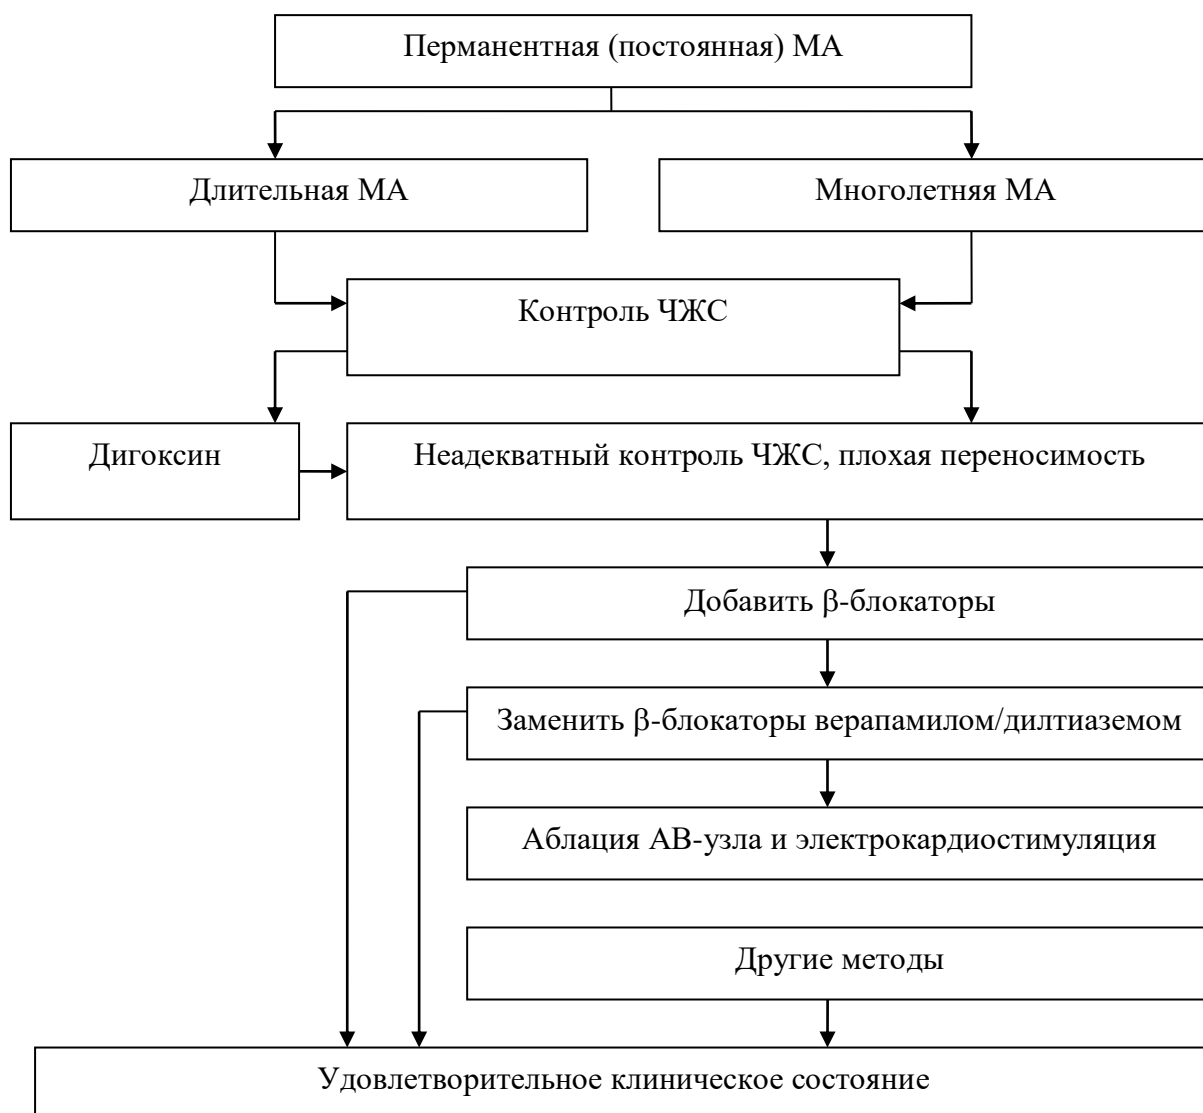 Перманентная (постоянная) МА
Длительная МА
Многолетняя МА
Контроль ЧЖС
Дигоксин
Неадекватный контроль ЧЖС, плохая переносимость
Добавить β-блокаторы
Заменить β-блокаторы верапамилом/дилтиаземом
Аблация АВ-узла и электрокардиостимуляция
Другие методы
Удовлетворительное клиническое состояние